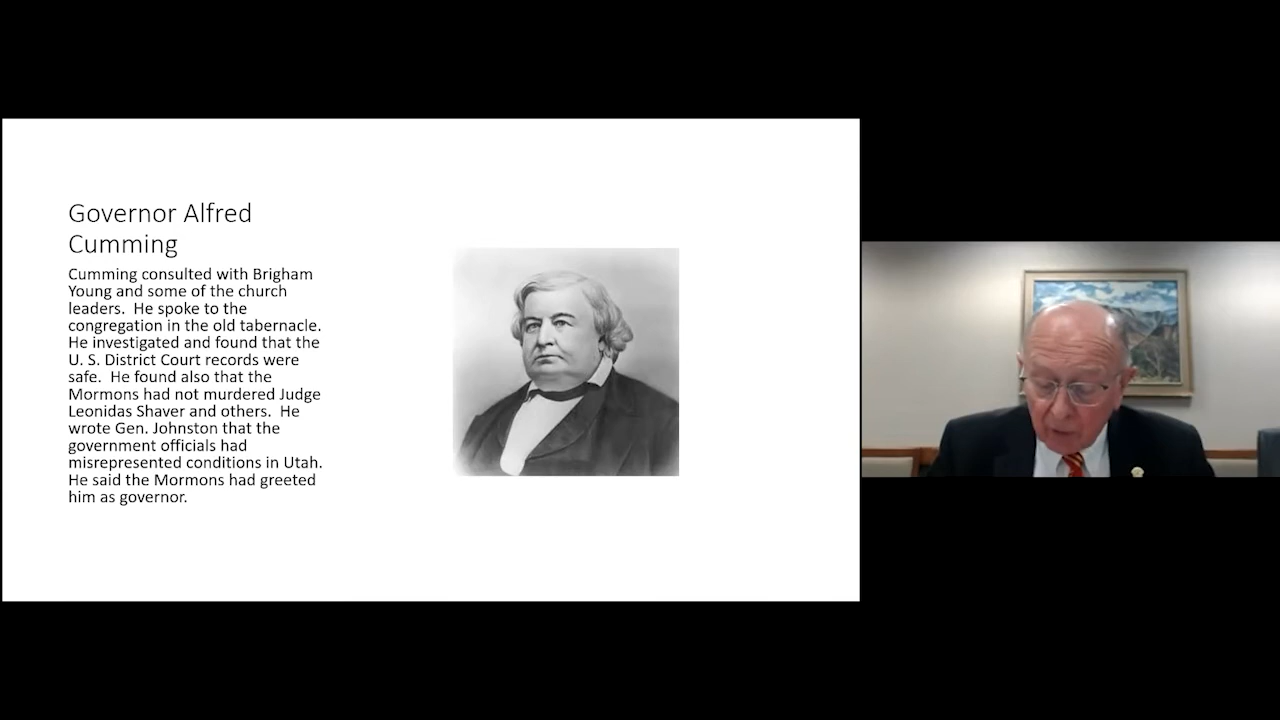 Governor Alfred
Cumming
Cumming consulted with Brigham
Young and some of the church
leaders.  He spoke to the
congregation in the old tabernacle.
He investigated and found that the
U. S. District Court records were
safe.  He found also that the
Mormons had not murdered Judge
Leonidas Shaver and others.  He
wrote Gen. Johnston that the
government officials had
misrepresented conditions in Utah.
He said the Mormons had greeted
him as governor.